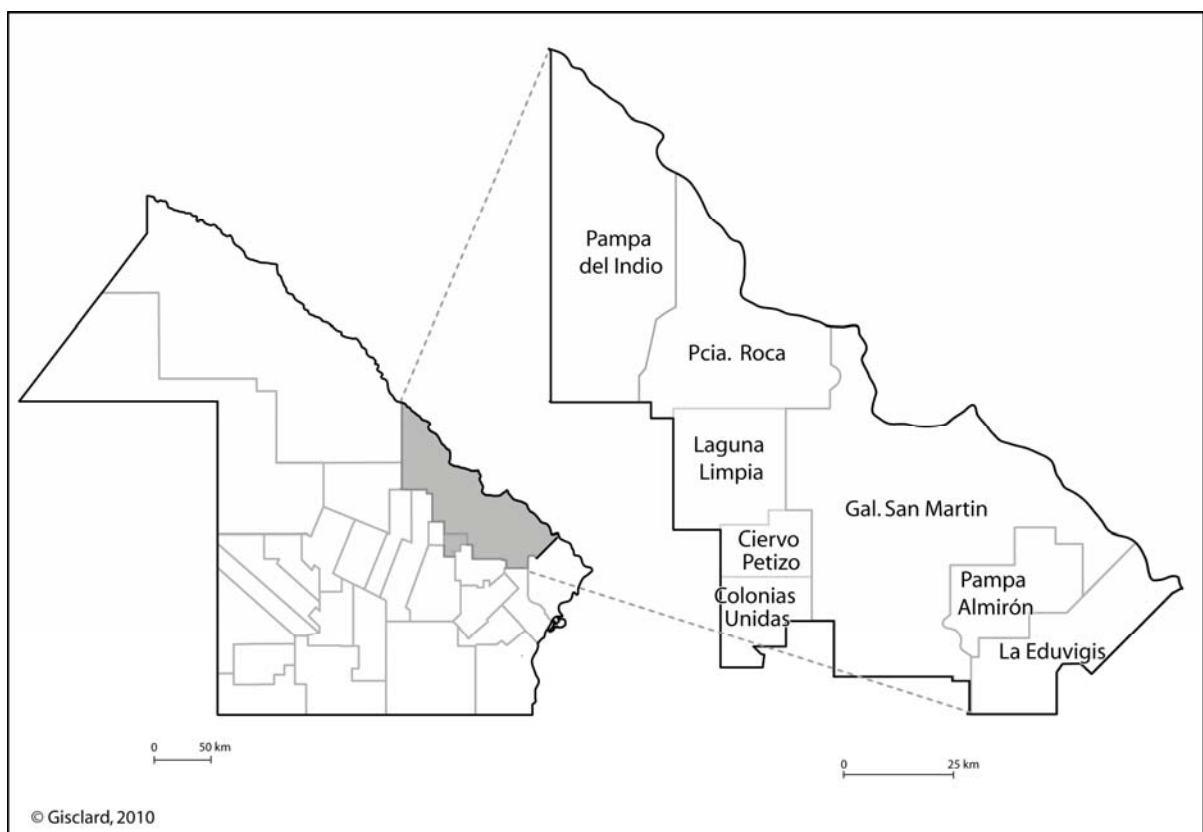 Pampa
del Indio
Pcia. Roca
Laguna
Limpia
Gal. San Martin
Ciervo
Petizo
Pampa
Almirón
Colonias
Unidas
La Eduvigis
0 50 km
0 25 km
© Gisclard, 2010